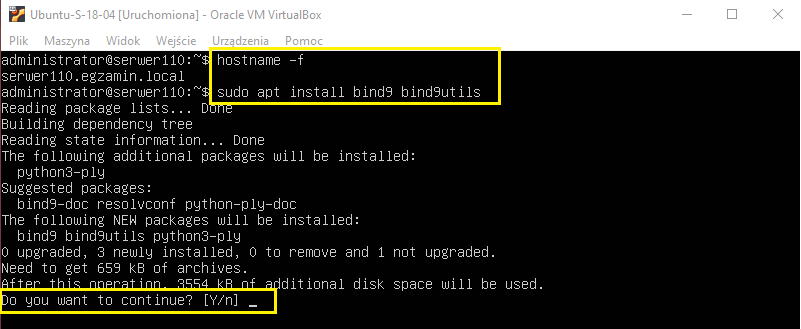 Ubuntu-S-18-04 [Uruchomiona] - Oracle VM VirtualBox
Plik Maszyna Widok Wejście Urządzenia Pomoc
administrator@serwer110:~$ hostname -f
serwer110.egzamin.local
administrator@serwer110:~$ sudo apt install bind9 bind9utils
Reading package lists... Done
Building dependency tree
Reading state information... Done
The following additional packages will be installed:
python3-ply
Suggested packages:
bind9-doc resolvconf python-ply-doc
The following NEW packages will be installed:
bind9 bind9utils python3-ply
0 upgraded, 3 newly installed, 0 to remove and 1 not upgraded.
Need to get 659 kB of archives.
After this operation, 3554 kB of additional disk space will be used.
Do you want to continue? [Y/n] _